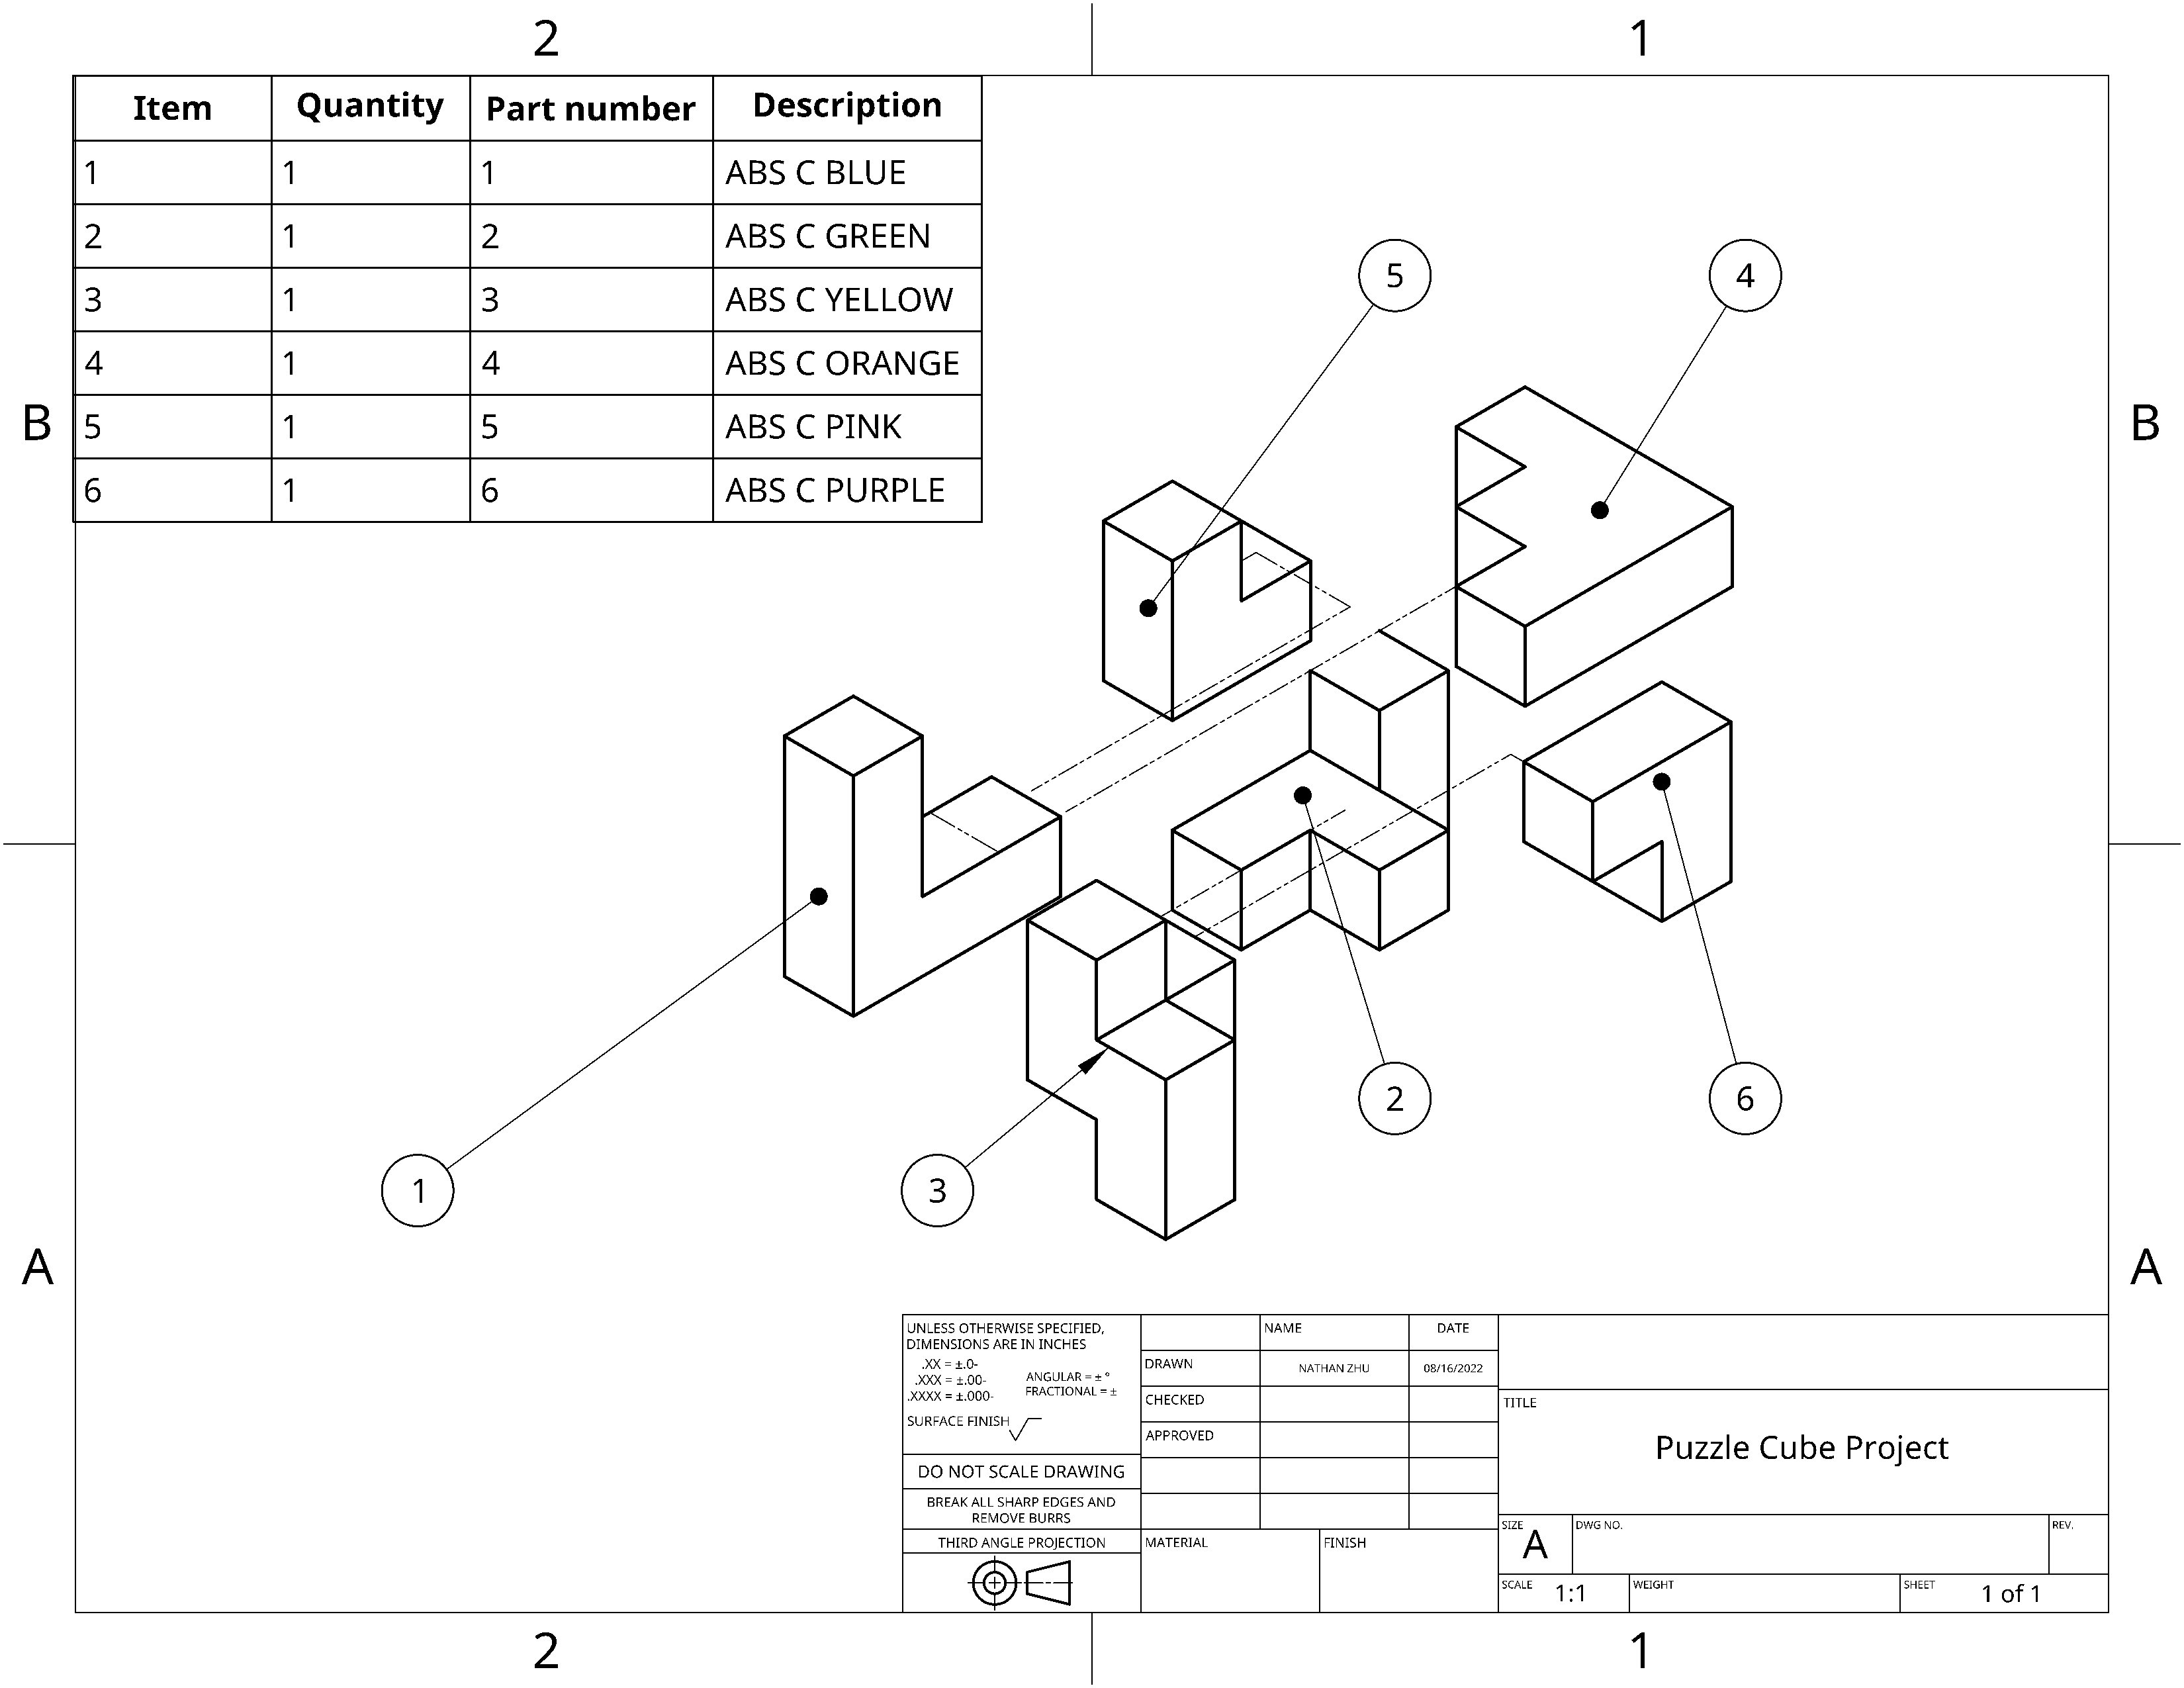 2 1
Item Quantity Part number Description
1 1 1 ABS C BLUE
2 1 2 ABS C GREEN
3 1 3 ABS C YELLOW
4 1 4 ABS C ORANGE
5 1 5 ABS C PINK
6 1 6 ABS C PURPLE
5 4
B B
1 3 2 6
A A
UNLESS OTHERWISE SPECIFIED,
DIMENSIONS ARE IN INCHES
.XX = ±.0-
.XXX = ±.00-
.XXXX = ±.000-
ANGULAR = ± °
FRACTIONAL = ±
SURFACE FINISH
DO NOT SCALE DRAWING
BREAK ALL SHARP EDGES AND
REMOVE BURRS
THIRD ANGLE PROJECTION
NAME DATE
DRAWN NATHAN ZHU 08/16/2022
CHECKED
APPROVED
MATERIAL FINISH
TITLE
Puzzle Cube Project
SIZE A DWG NO. REV.
SCALE 1:1 WEIGHT SHEET 1 of 1
2 1